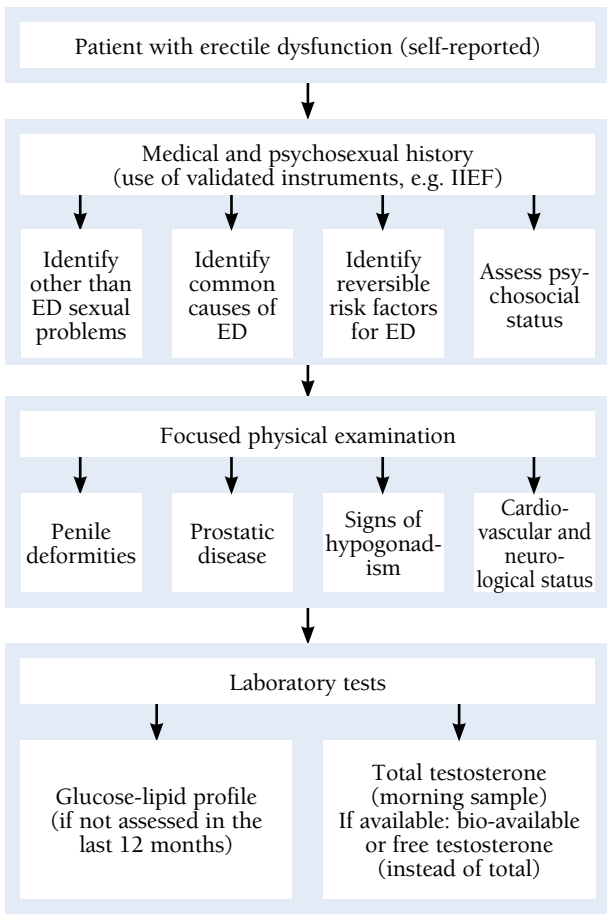 Patient with erectile dysfunction (self-reported)
Medical and psychosexual history
(use of validated instruments, e.g. IIEF)
Identify
other than
ED sexual
problems
Identify
common
causes of
ED
Identify
reversible
risk factors
for ED
Assess psy-
chosocial
status
Focused physical examination
Penile
deformities
Prostatic
disease
Signs of
hypogonad-
ism
Cardio-
vascular and
neuro-
logical status
Laboratory tests
Glucose-lipid profile
(if not assessed in the
last 12 months)
Total testosterone
(morning sample)
If available: bio-available
or free testosterone
(instead of total)